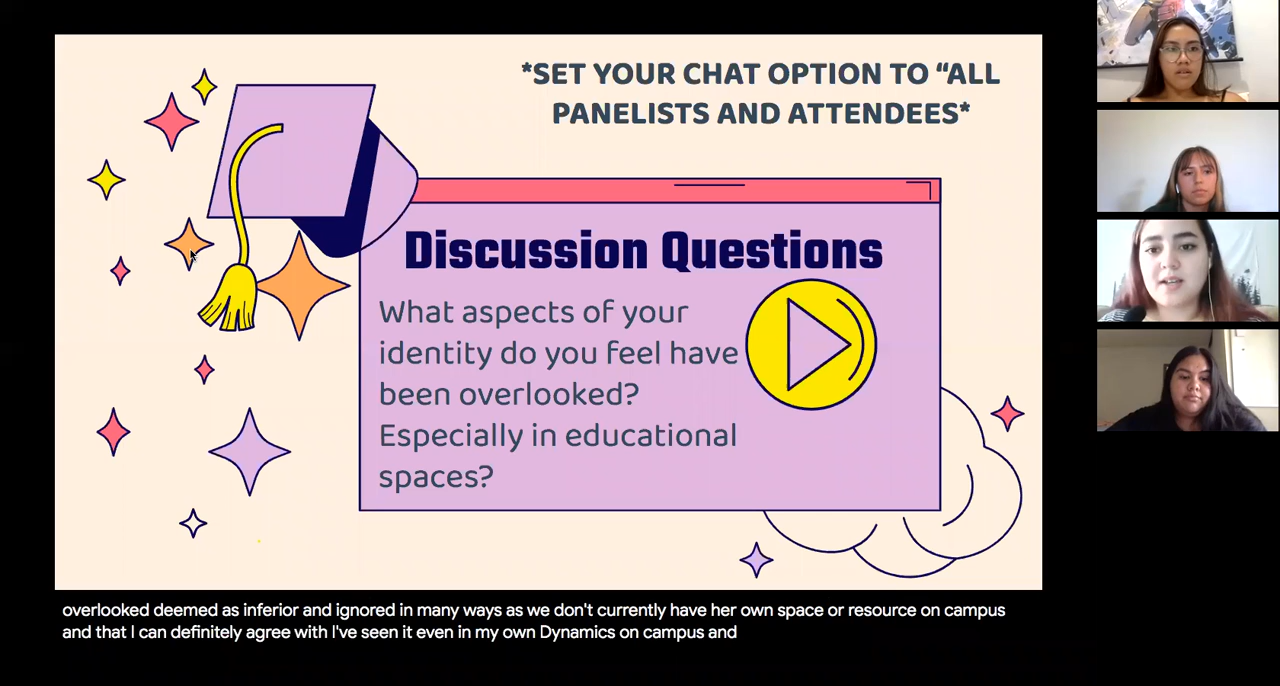 *SET YOUR CHAT OPTION TO “ALL
PANELISTS AND ATTENDEES*
Discussion Questions
What aspects of your
identity do you feel have
been overlooked?
Especially in educational
spaces?
overlooked deemed as inferior and ignored in many ways as we don't currently have her own space or resource on campus
and that I can definitely agree with I've seen it even in my own Dynamics on campus and